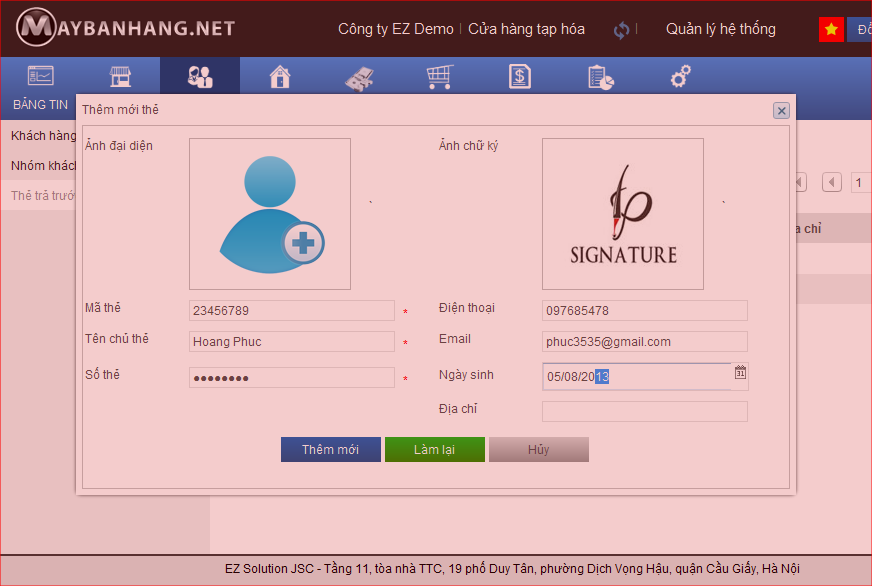 MAYBANHANG.NET
Công ty EZ Demo | Cửa hàng tạp hóa | Quản lý hệ thống
BẢNG TIN
Khách hàng
Nhóm khách
Thẻ trả trướ
Thêm mới thẻ
Ảnh đại diện
Ảnh chữ ký
SIGNATURE
1
a chỉ
Mã thẻ 23456789 * Điện thoại 097685478
Tên chủ thẻ Hoang Phuc * Email phuc3535@gmail.com
Số thẻ ●●●●●●●● * Ngày sinh 05/08/2013 31
Địa chỉ
Thêm mới Làm lại Hủy
EZ Solution JSC - Tầng 11, tòa nhà TTC, 19 phố Duy Tân, phường Dịch Vọng Hậu, quận Cầu Giấy, Hà Nội